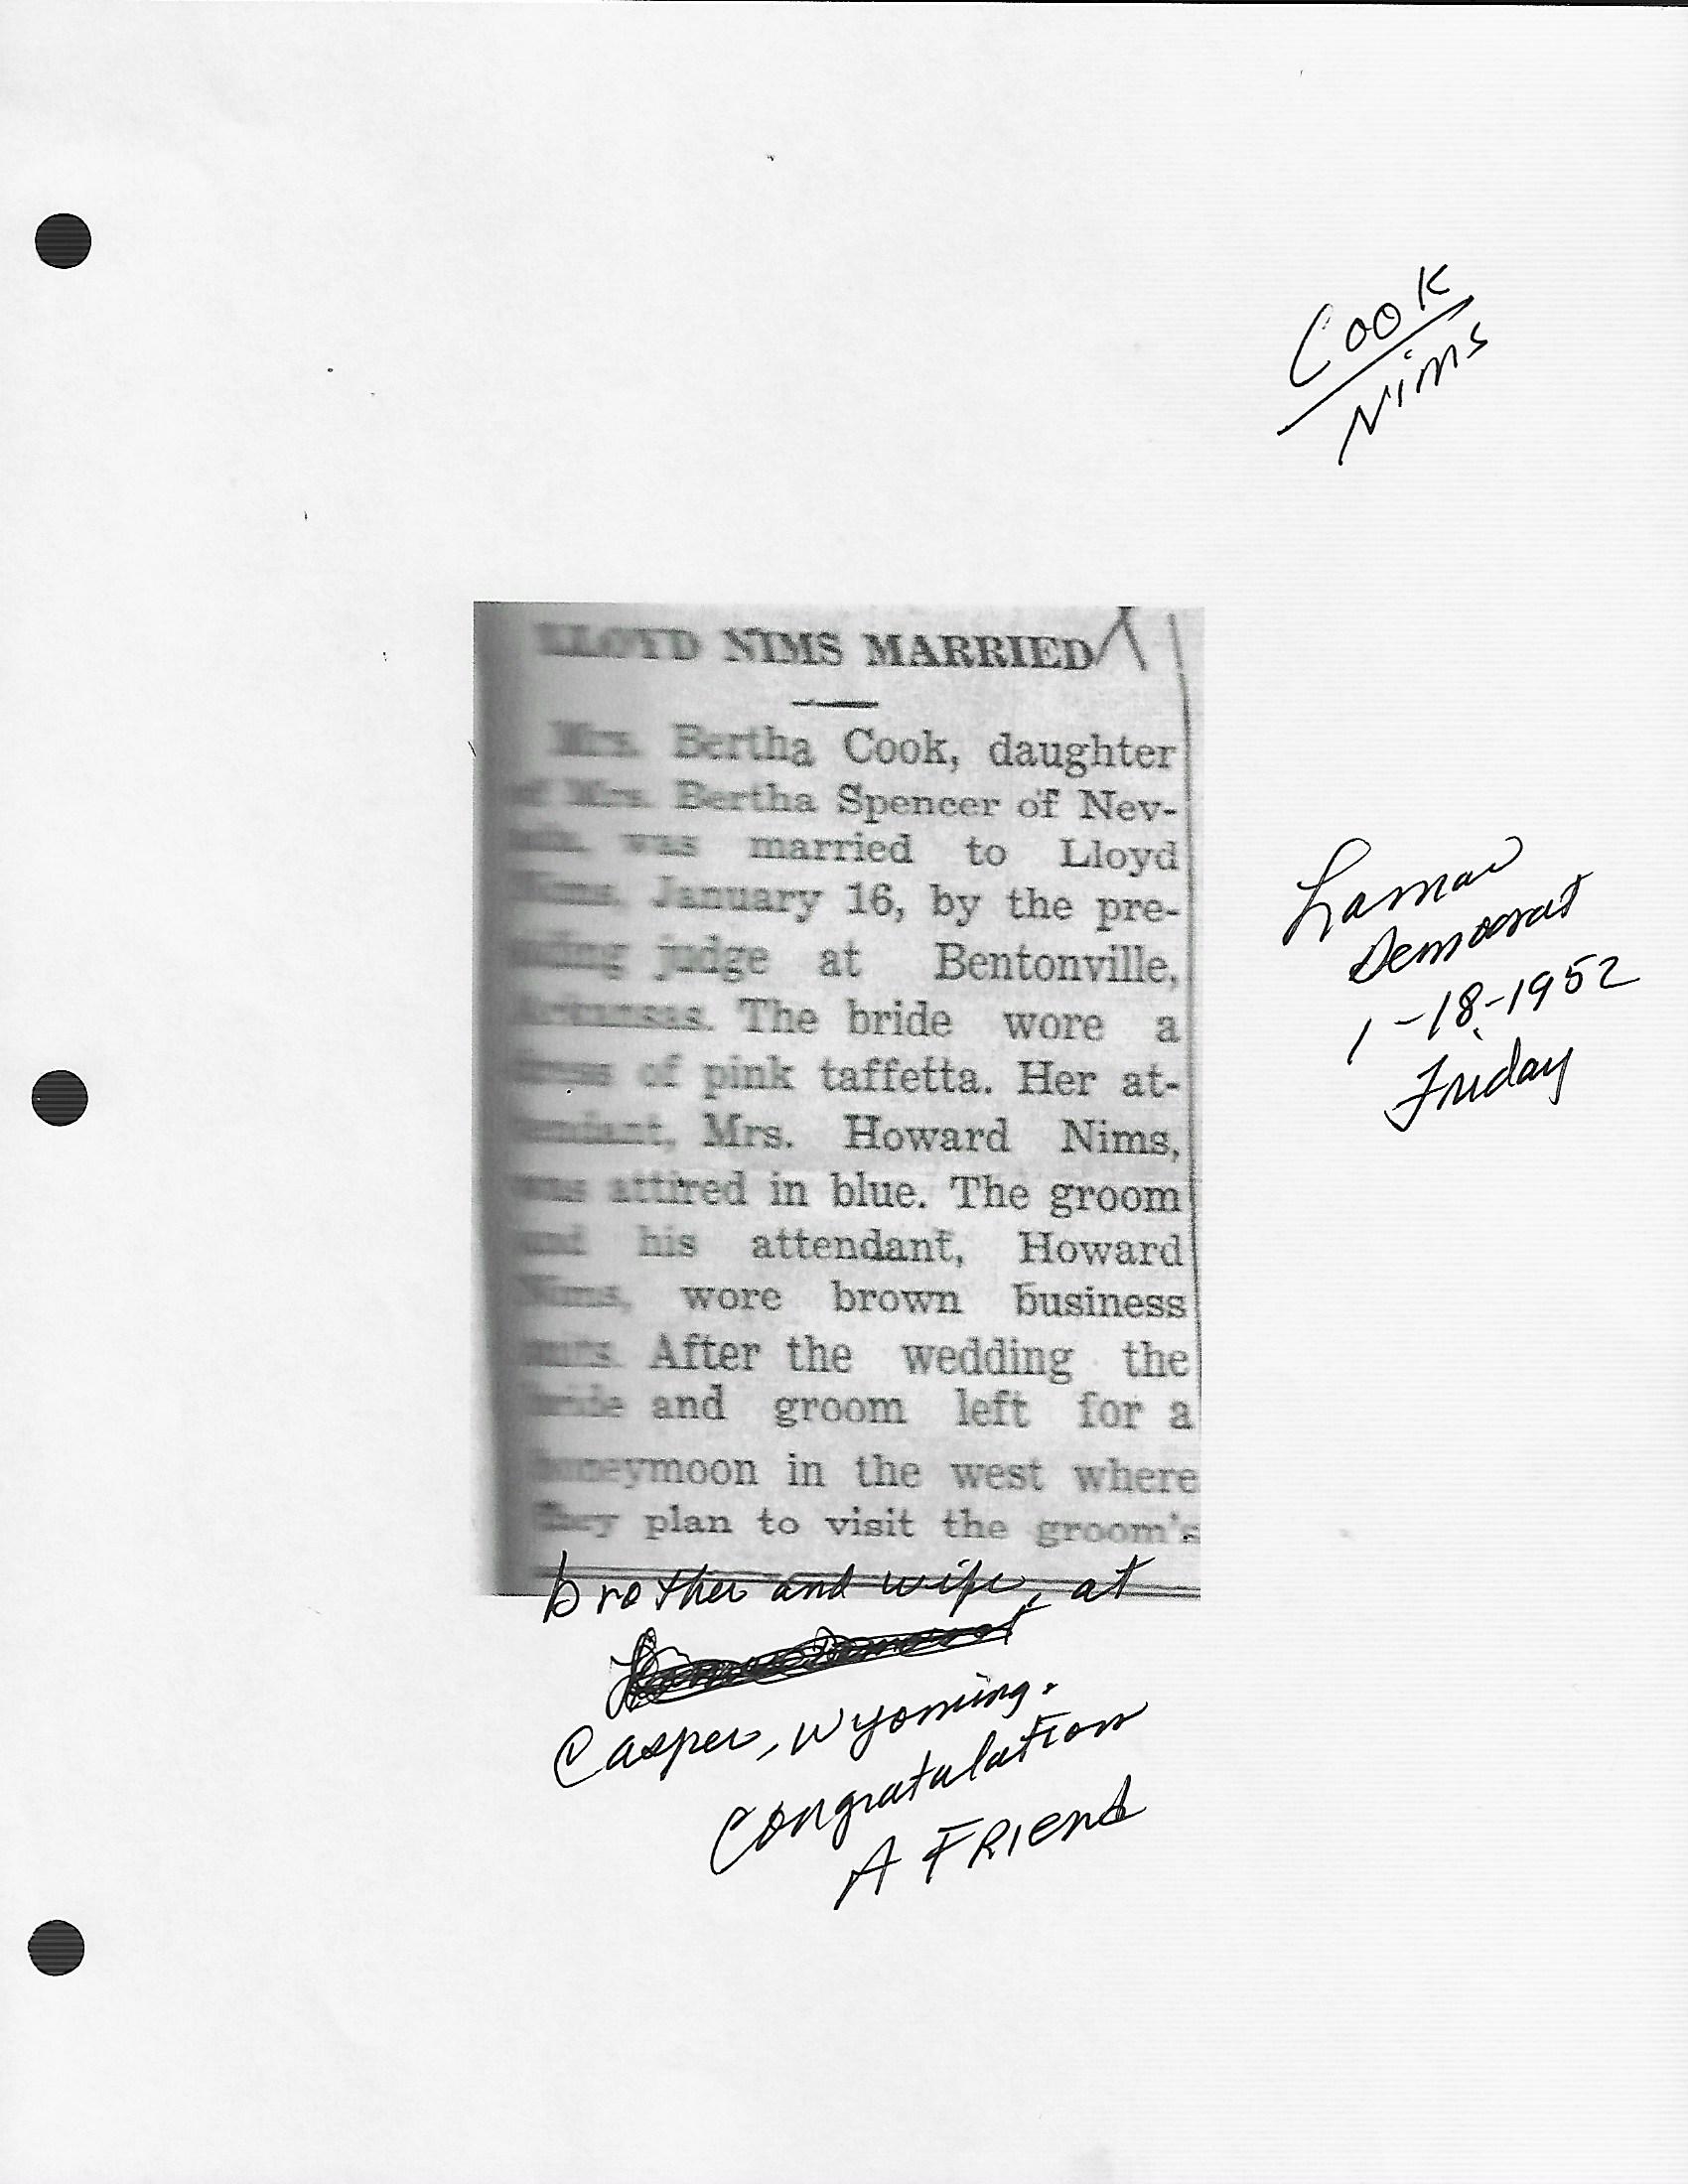 Cook
Nims
LLOYD NIMS MARRIED
Mrs. Bertha Cook, daughter
of Mrs. Bertha Spencer of Nev-
was married to Lloyd
Nims, January 16, by the pre-
siding judge at Bentonville,
Arkansas. The bride wore a
dress of pink taffetta. Her at-
tendant, Mrs. Howard Nims,
was attired in blue. The groom
and his attendant, Howard
Nims, wore brown business
suits. After the wedding the
bride and groom left for a
honeymoon in the west where
they plan to visit the groom's
brother and wife, at
Casper, Wyoming.
Congratulation
A FRIEND
Lamar
Democrat
1-18-1952
Friday